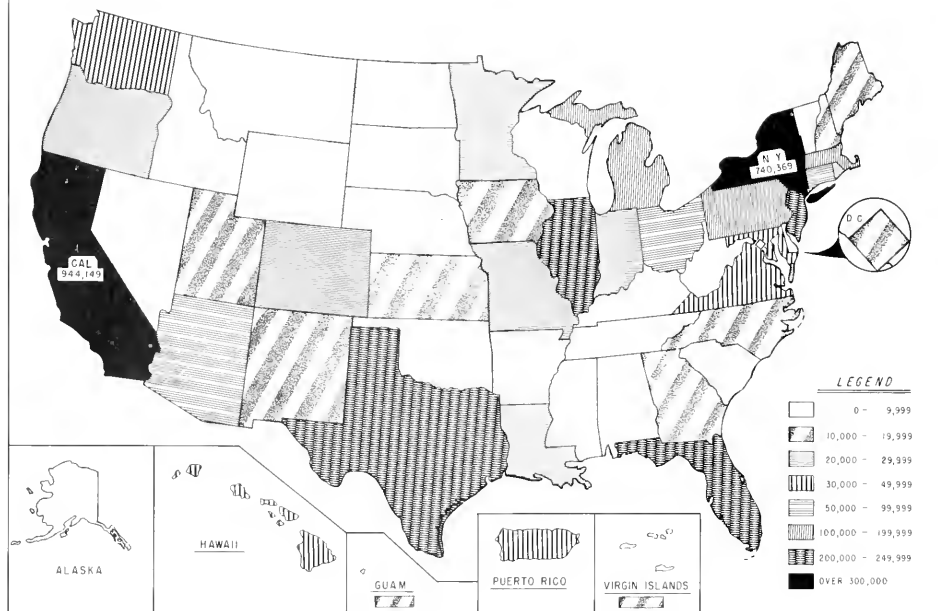 N Y
740,369
D.C.
CAL
944,149
LEGEND
0 - 9,999
10,000 - 19,999
20,000 - 29,999
30,000 - 49,999
50,000 - 99,999
100,000 - 199,999
200,000 - 249,999
OVER 300,000
ALASKA
HAWAII
GUAM
PUERTO RICO
VIRGIN ISLANDS